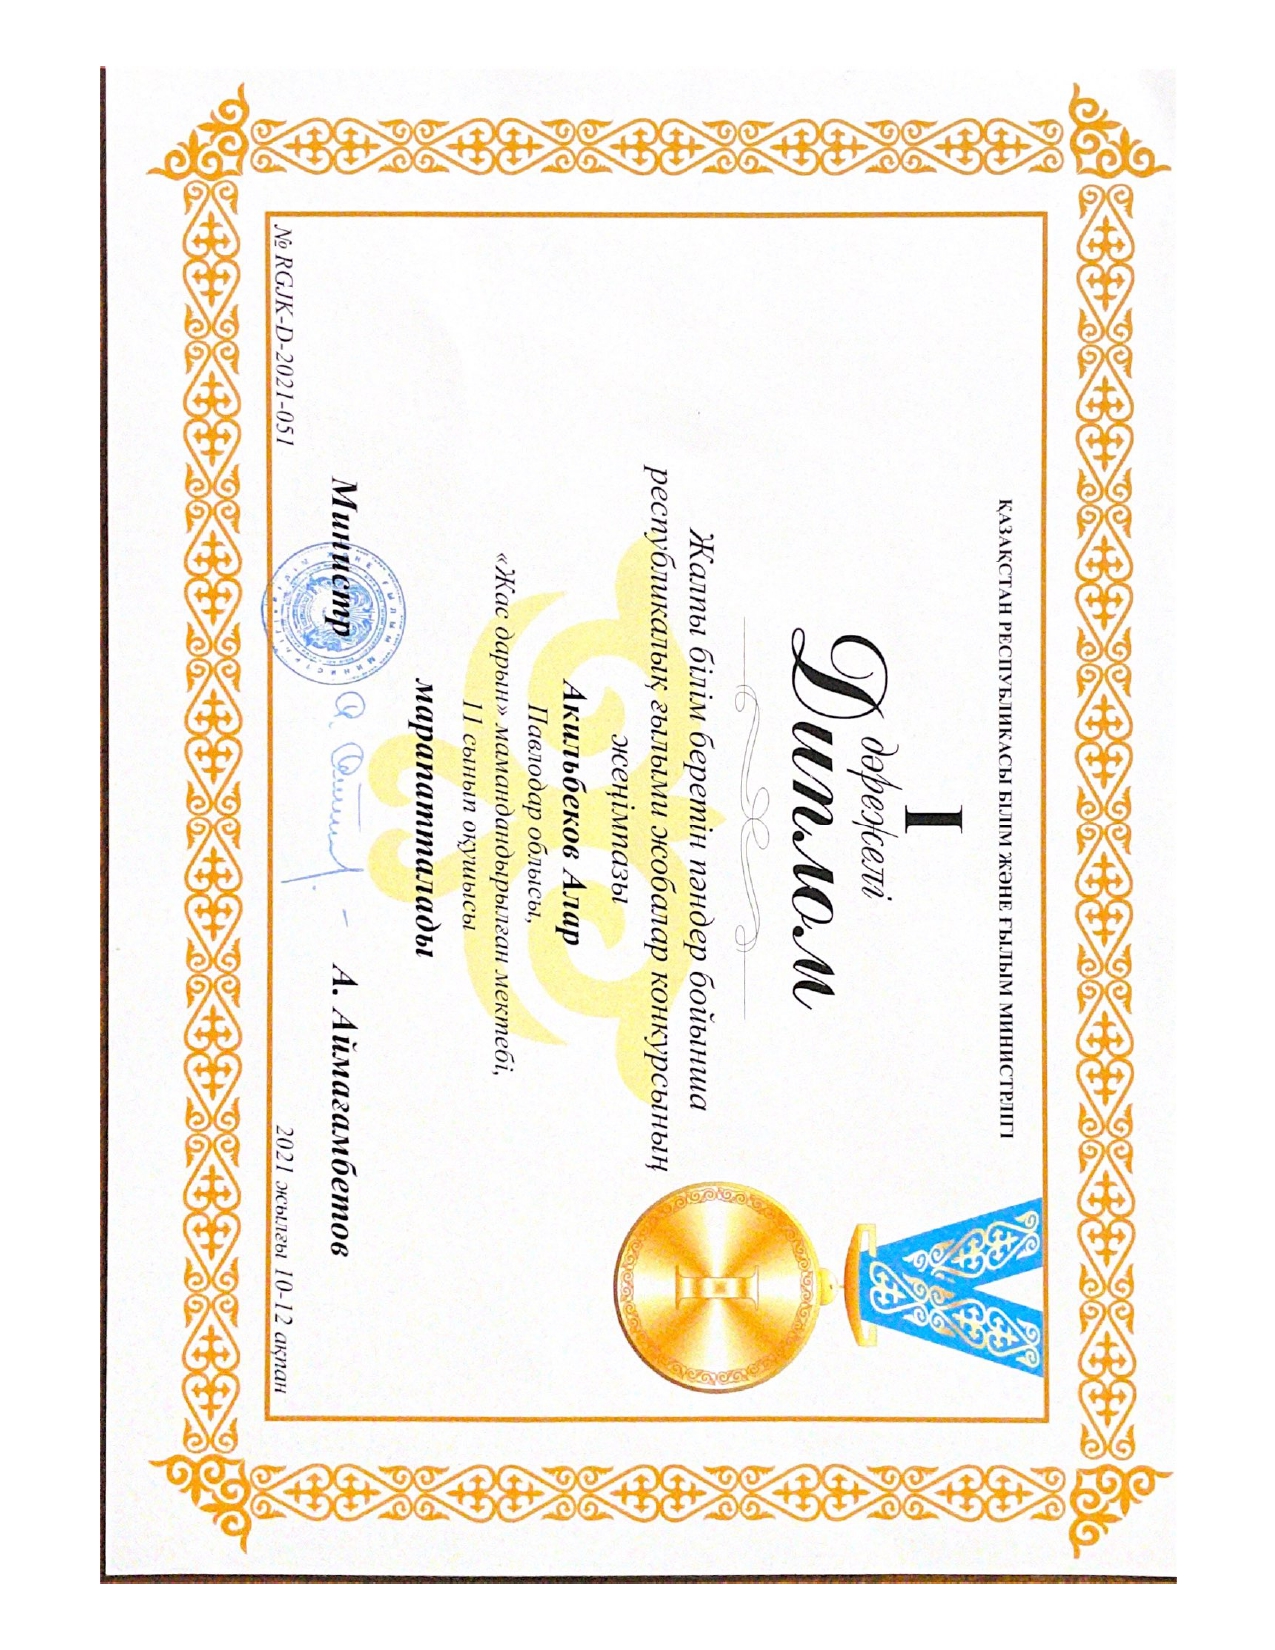 ҚАЗАҚСТАН РЕСПУБЛИКАСЫ БІЛІМ ЖӘНЕ ҒЫЛЫМ МИНИСТРЛІГІ
I
дәрежелі
Диплом
I
Жалпы білім беретін пәндер бойынша
республикалық ғылыми жобалар конкурсының
жеңімпазы
Акильбеков Алар
Павлодар облысы,
«Жас дарын» мамандандырылған мектебі,
11 сынып оқушысы
марапатталады
Министр
А. Аймағамбетов
№ RGJK-D-2021-051
2021 жылғы 10-12 ақпан